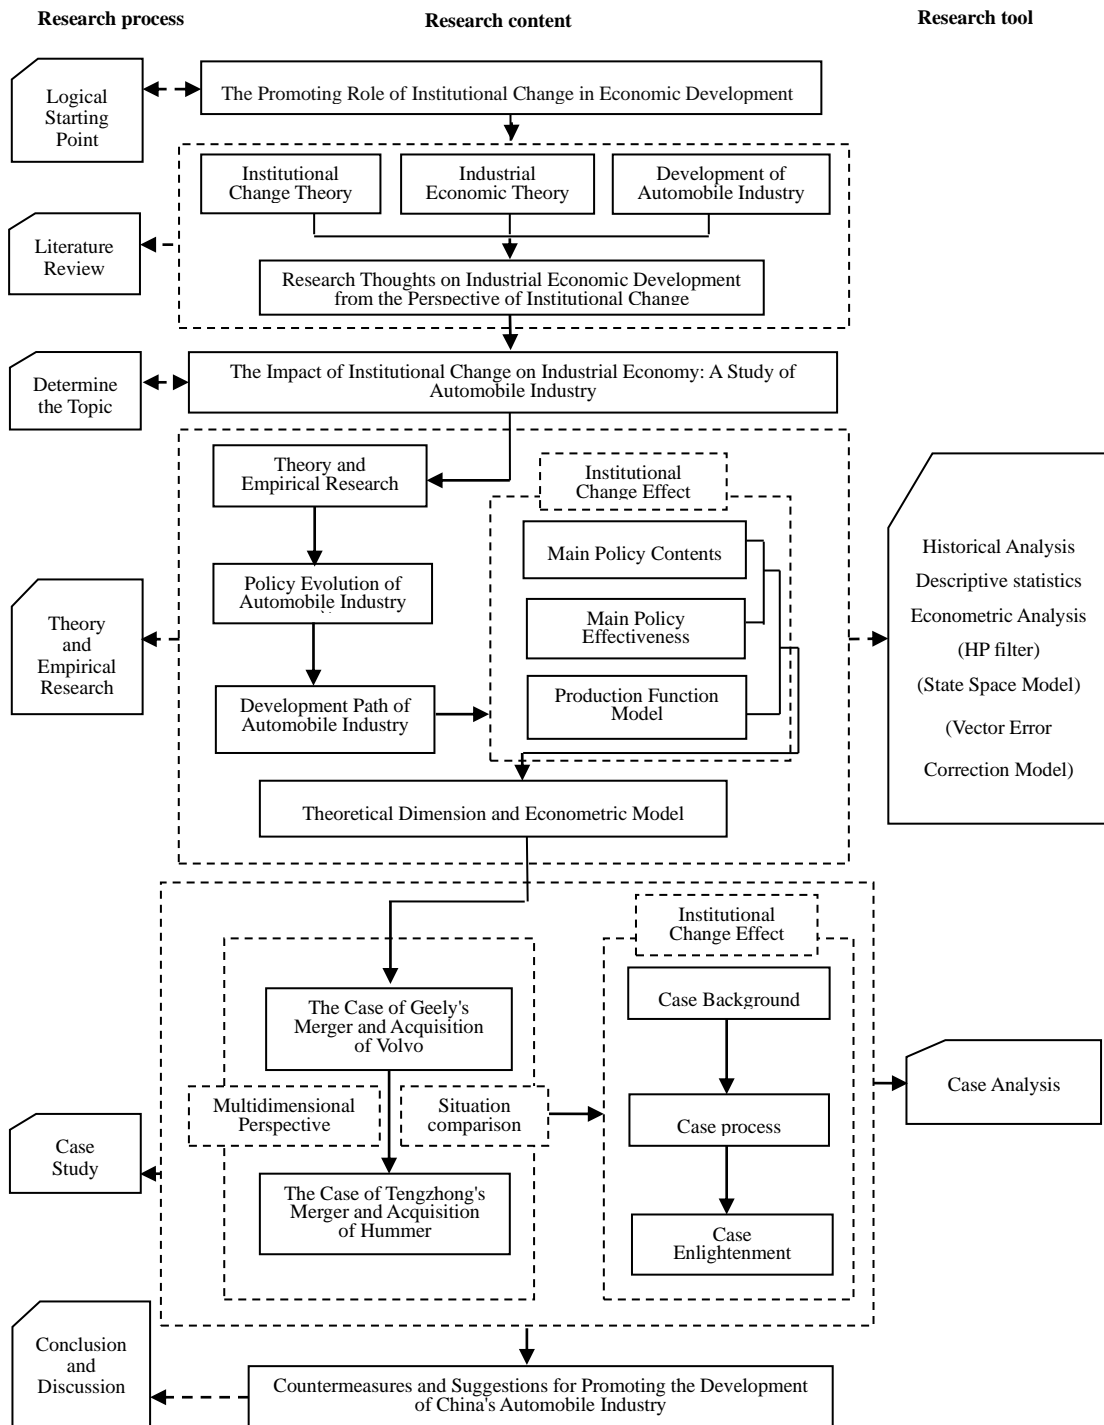 Research process
Research content
Research tool
Logical
Starting
Point
The Promoting Role of Institutional Change in Economic Development
Institutional
Change Theory
Industrial
Economic Theory
Development of
Automobile Industry
Literature
Review
Research Thoughts on Industrial Economic Development
from the Perspective of Institutional Change
Determine
the Topic
The Impact of Institutional Change on Industrial Economy: A Study of
Automobile Industry
Theory and
Empirical Research
Institutional
Change Effect
Main Policy Contents
Policy Evolution of
Automobile Industry
Main Policy
Effectiveness
Theory
and
Empirical
Research
Development Path of
Automobile Industry
Production Function
Model
Historical Analysis
Descriptive statistics
Econometric Analysis
(HP filter)
(State Space Model)
(Vector Error
Correction Model)
Theoretical Dimension and Econometric Model
Institutional
Change Effect
The Case of Geely's
Merger and Acquisition
of Volvo
Case Background
Multidimensional
Perspective
Situation
comparison
Case process
Case Analysis
Case
Study
The Case of Tengzhong's
Merger and Acquisition
of Hummer
Case
Enlightenment
Conclusion
and
Discussion
Countermeasures and Suggestions for Promoting the Development
of China's Automobile Industry